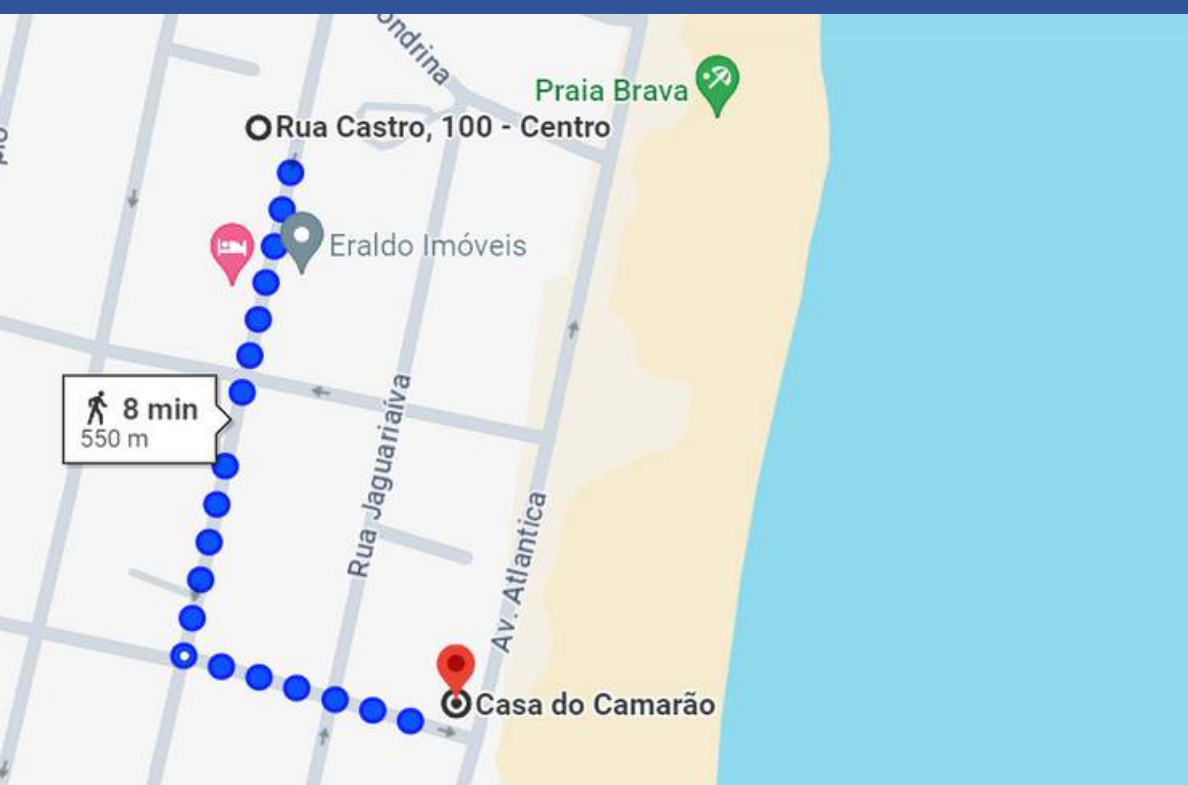 ondrina
Praia Brava
Rua Castro, 100 - Centro
Eraldo Imóveis
8 min
550 m
Rua Jaguariaíva
Av. Atlantica
Casa do Camarão